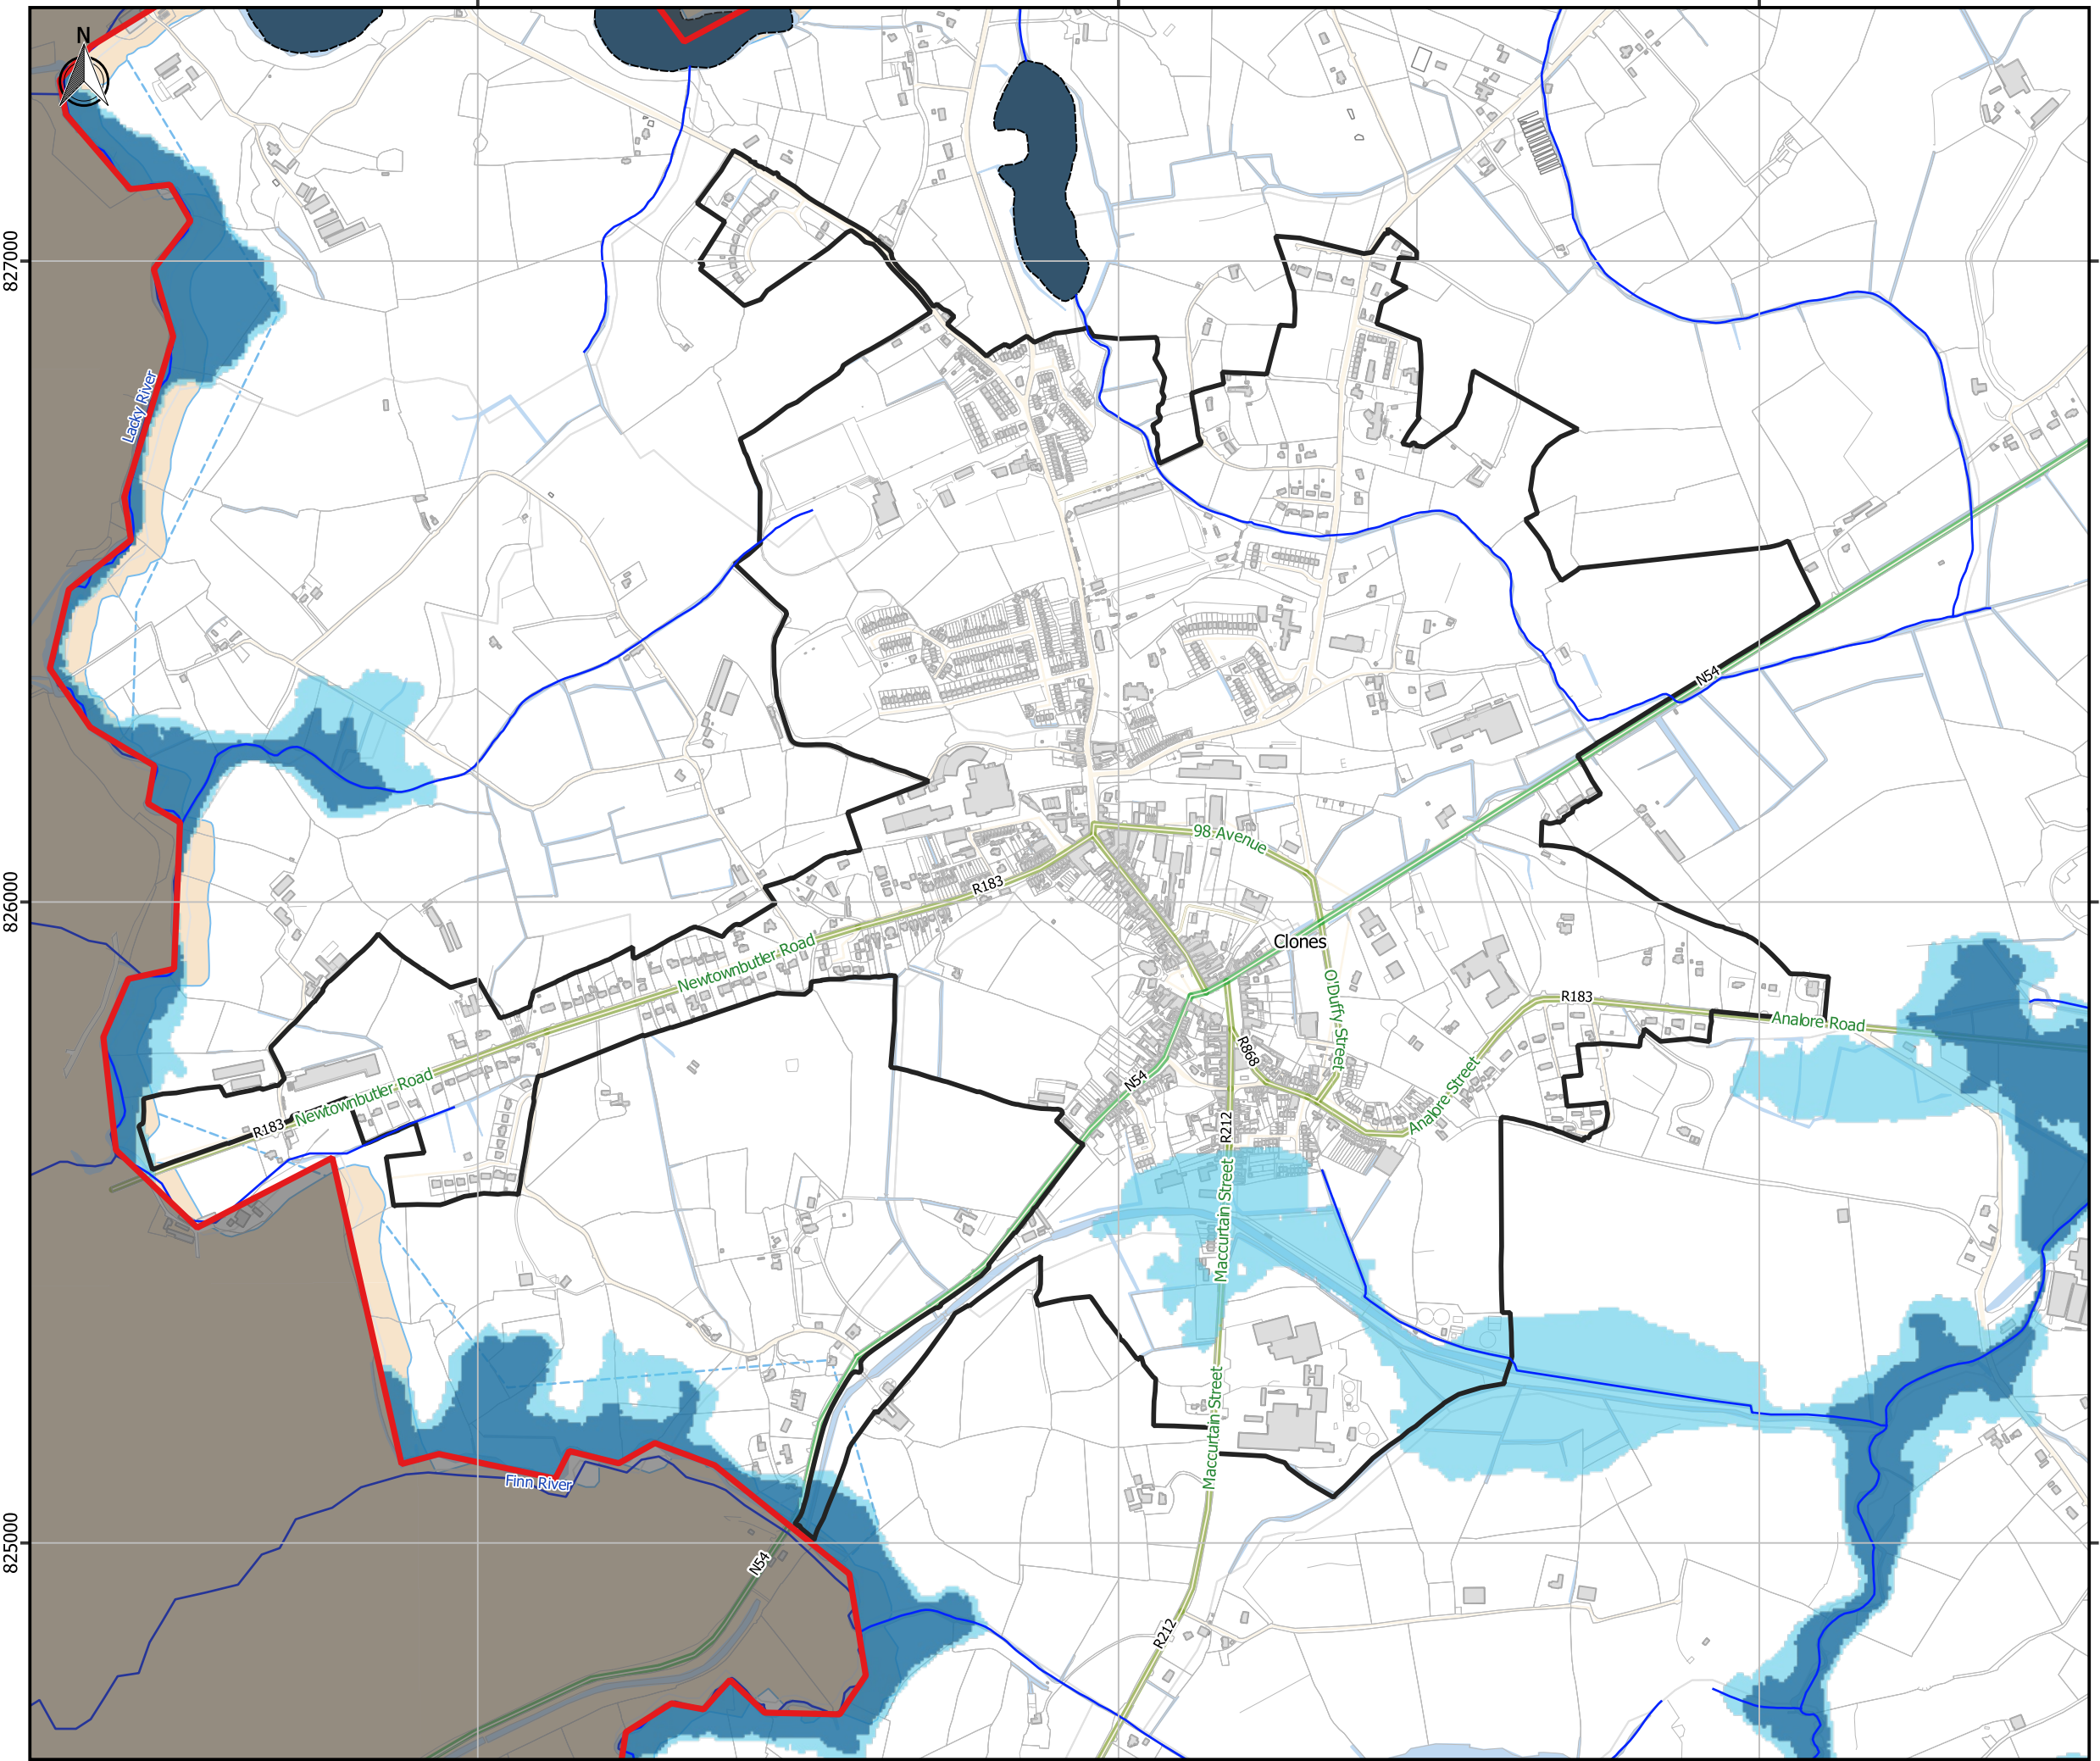 N
827000
Lacky River
N54
826000
98 Avenue
R183
Clones
Newtownbutler Road
O'Duffy Street
R183
Analore Road
R868
N54
Newtownbutler Road
R183
Analore Street
R212
Maccurtain Street
Maccurtain Street
Finn River
825000
N54
R212